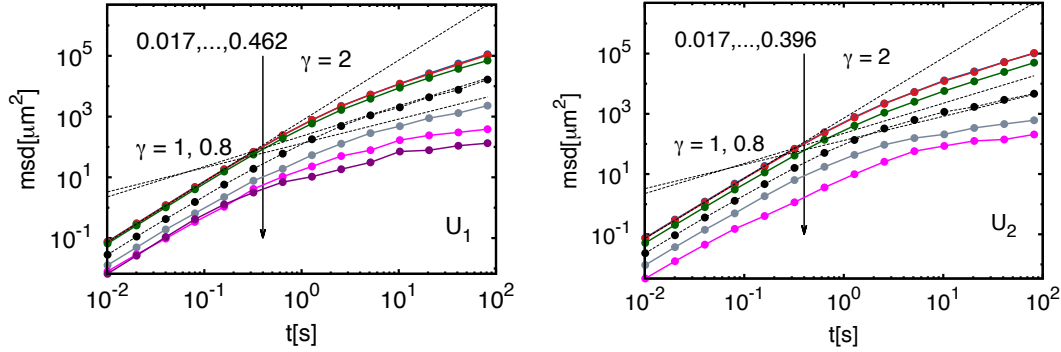 0.017,...,0.462
γ = 2
γ = 1, 0.8
U₁
msd[μm²]
10⁵
10³
10¹
10⁻¹
10⁻² 10⁻¹ 10⁰ 10¹ 10²
t[s]
0.017,...,0.396
γ = 2
γ = 1, 0.8
U₂
msd[μm²]
10⁵
10³
10¹
10⁻¹
10⁻² 10⁻¹ 10⁰ 10¹ 10²
t[s]